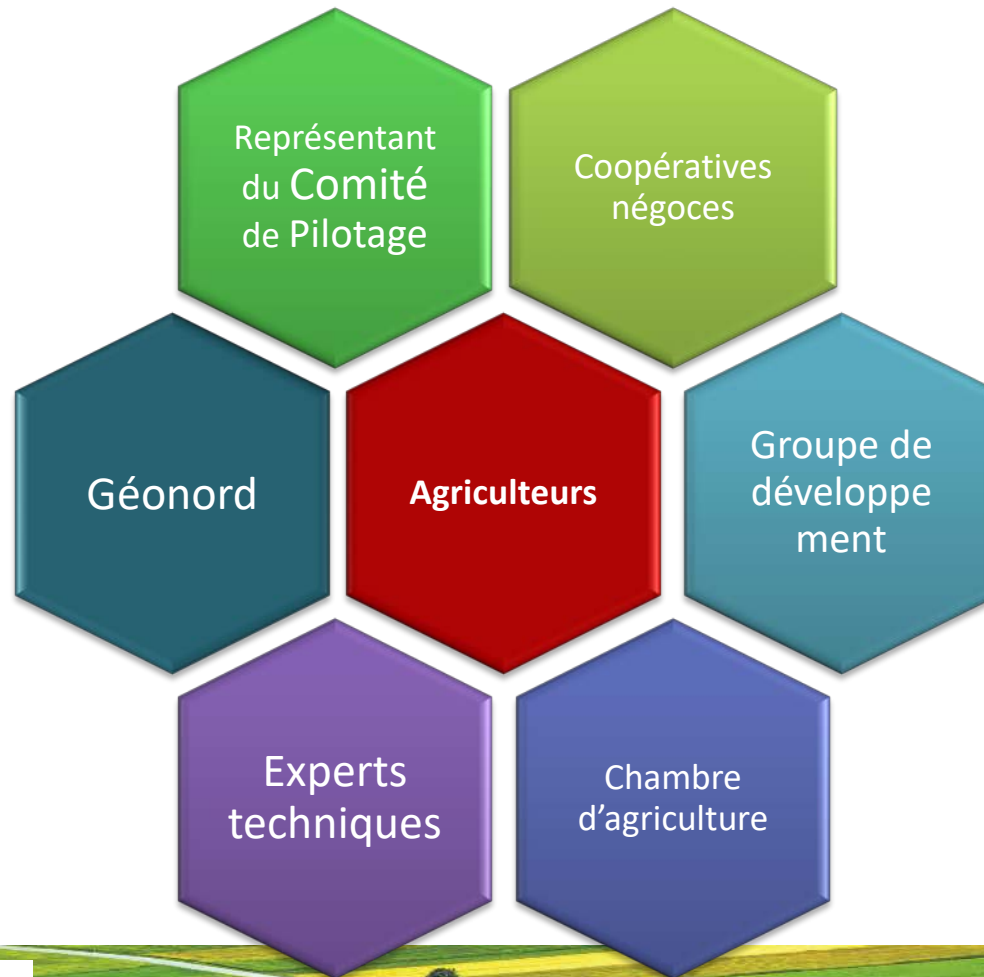 Représentant
du Comité
de Pilotage
Coopératives
négoces
Géonord
Agriculteurs
Groupe de
développe
ment
Experts
techniques
Chambre
d’agriculture